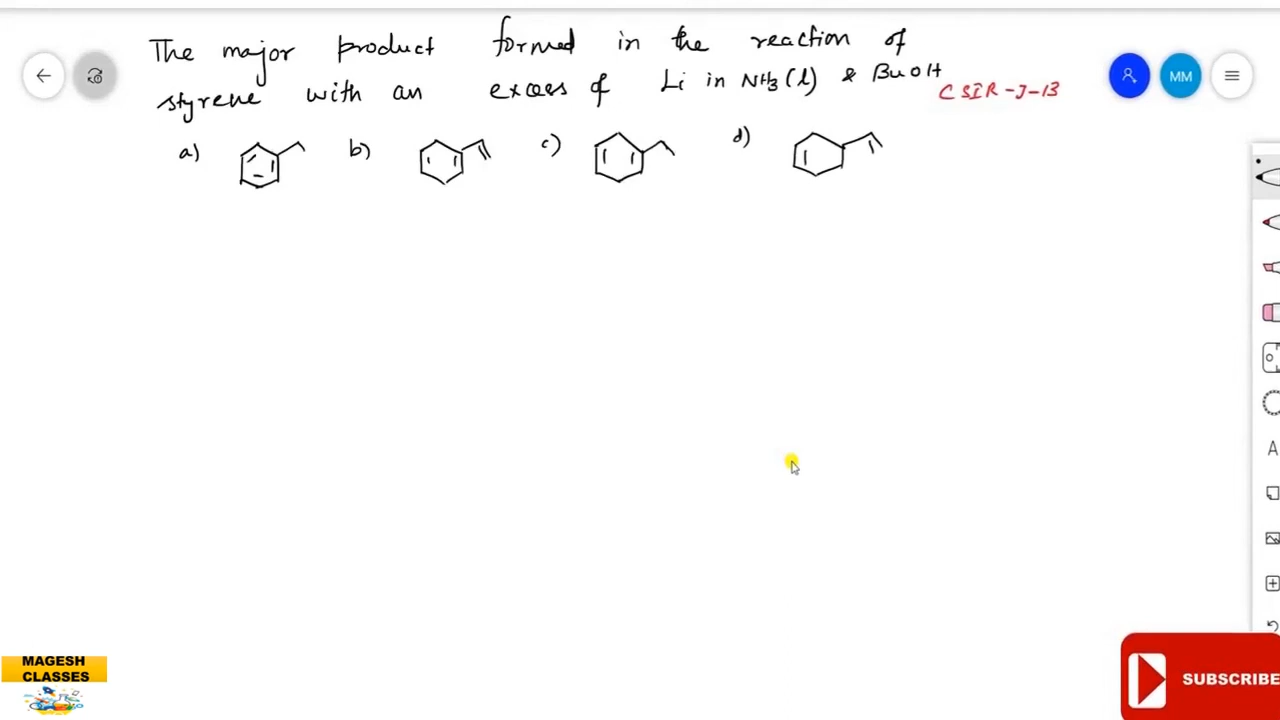 The major product formed in the reaction of
styrene with an excess of Li in NH3(l) & BuOH
CSIR-J-13
a) b) c) d)
MM
A
MAGESH
CLASSES
SUBSCRIBE